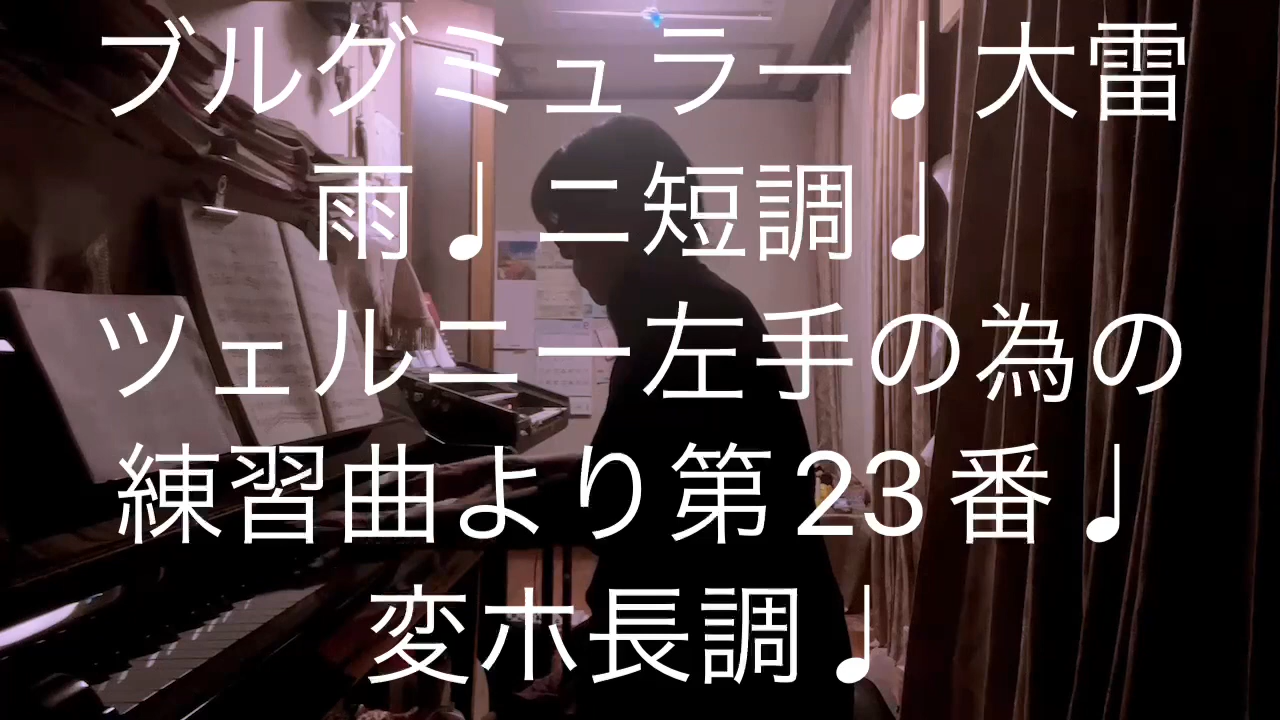 ブルグミュラー♩大雷
雨♩ニ短調♩
ツェルニー左手の為の
練習曲より第23番♩
変ホ長調♩